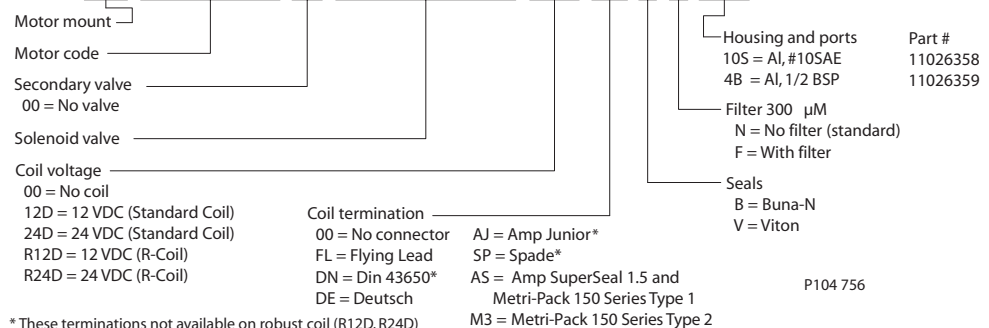 Motor mount
Motor code
Secondary valve
00 = No valve
Solenoid valve
Coil voltage
00 = No coil
12D = 12 VDC (Standard Coil)
24D = 24 VDC (Standard Coil)
R12D = 12 VDC (R-Coil)
R24D = 24 VDC (R-Coil)
* These terminations not available on robust coil (R12D, R24D)
Coil termination
00 = No connector AJ = Amp Junior*
FL = Flying Lead SP = Spade*
DN = Din 43650* AS = Amp SuperSeal 1.5 and
DE = Deutsch Metri-Pack 150 Series Type 1
M3 = Metri-Pack 150 Series Type 2
Housing and ports Part #
10S = Al, #10SAE 11026358
4B = Al, 1/2 BSP 11026359
Filter 300 µM
N = No filter (standard)
F = With filter
Seals
B = Buna-N
V = Viton
P104 756